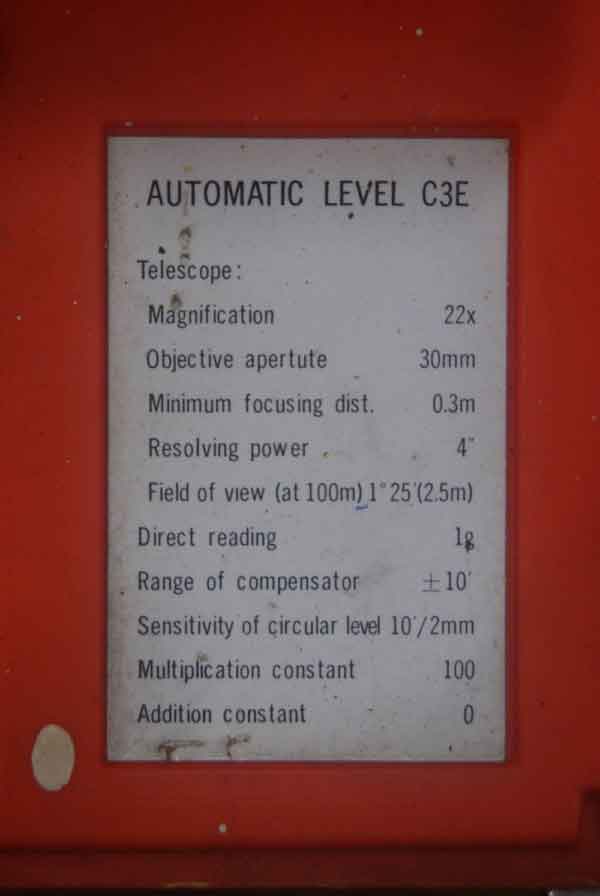 AUTOMATIC LEVEL C3E
Telescope:
Magnification 22x
Objective apertute 30mm
Minimum focusing dist. 0.3m
Resolving power 4"
Field of view (at 100m) 1°25'(2.5m)
Direct reading 1g
Range of compensator ±10'
Sensitivity of circular level 10'/2mm
Multiplication constant 100
Addition constant 0